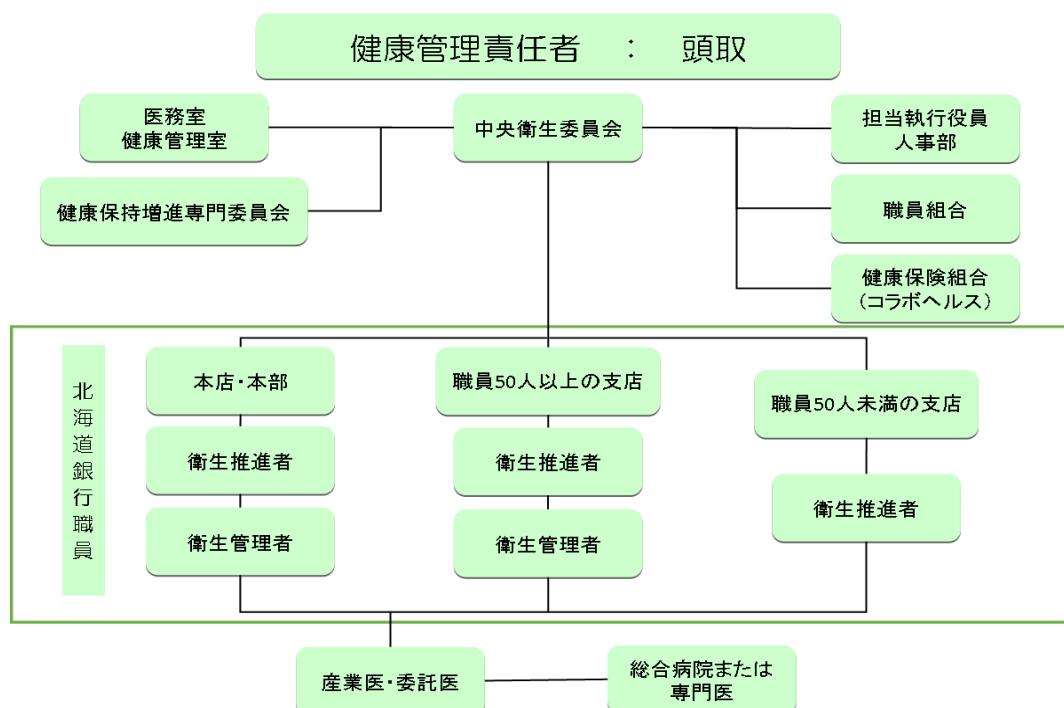 健康管理責任者　：　頭取
医務室
健康管理室
中央衛生委員会
担当執行役員
人事部
健康保持増進専門委員会
職員組合
健康保険組合
（コラボヘルス）
北海道銀行職員
本店・本部
職員50人以上の支店
職員50人未満の支店
衛生推進者
衛生推進者
衛生推進者
衛生管理者
衛生管理者
産業医・委託医
総合病院または
専門医